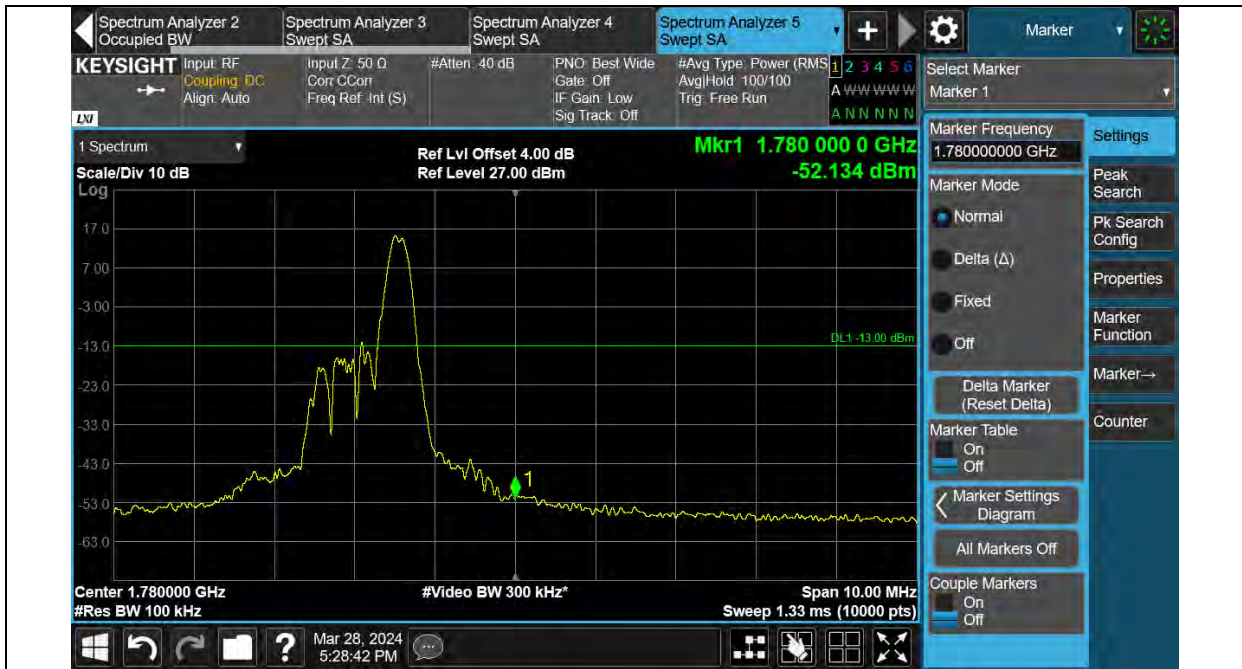 Spectrum Analyzer 2
Occupied BW
Spectrum Analyzer 3
Swept SA
Spectrum Analyzer 4
Swept SA
Spectrum Analyzer 5
Swept SA
Marker
KEYSIGHT
LXI
Input: RF
Coupling: DC
Align: Auto
Input Z: 50 Ω
Corr CCorr
Freq Ref: Int (S)
#Atten: 40 dB
PNO: Best Wide
Gate: Off
IF Gain: Low
Sig Track: Off
#Avg Type: Power (RMS
Avg|Hold: 100/100
Trig: Free Run
1 2 3 4 5 6
A W W W W W
A N N N N N
Select Marker
Marker 1
1 Spectrum
Scale/Div 10 dB
Log
Ref Lvl Offset 4.00 dB
Ref Level 27.00 dBm
Mkr1 1.780 000 0 GHz
-52.134 dBm
17.0
7.00
-3.00
-13.0
-23.0
-33.0
-43.0
-53.0
-63.0
DL1 -13.00 dBm
1
Center 1.780000 GHz
#Res BW 100 kHz
#Video BW 300 kHz*
Span 10.00 MHz
Sweep 1.33 ms (10000 pts)
Marker Frequency
1.780000000 GHz
Marker Mode
Normal
Delta (Δ)
Fixed
Off
Delta Marker
(Reset Delta)
Marker Table
On
Off
Marker Settings
Diagram
All Markers Off
Couple Markers
On
Off
Settings
Peak
Search
Pk Search
Config
Properties
Marker
Function
Marker→
Counter
?
Mar 28, 2024
5:28:42 PM